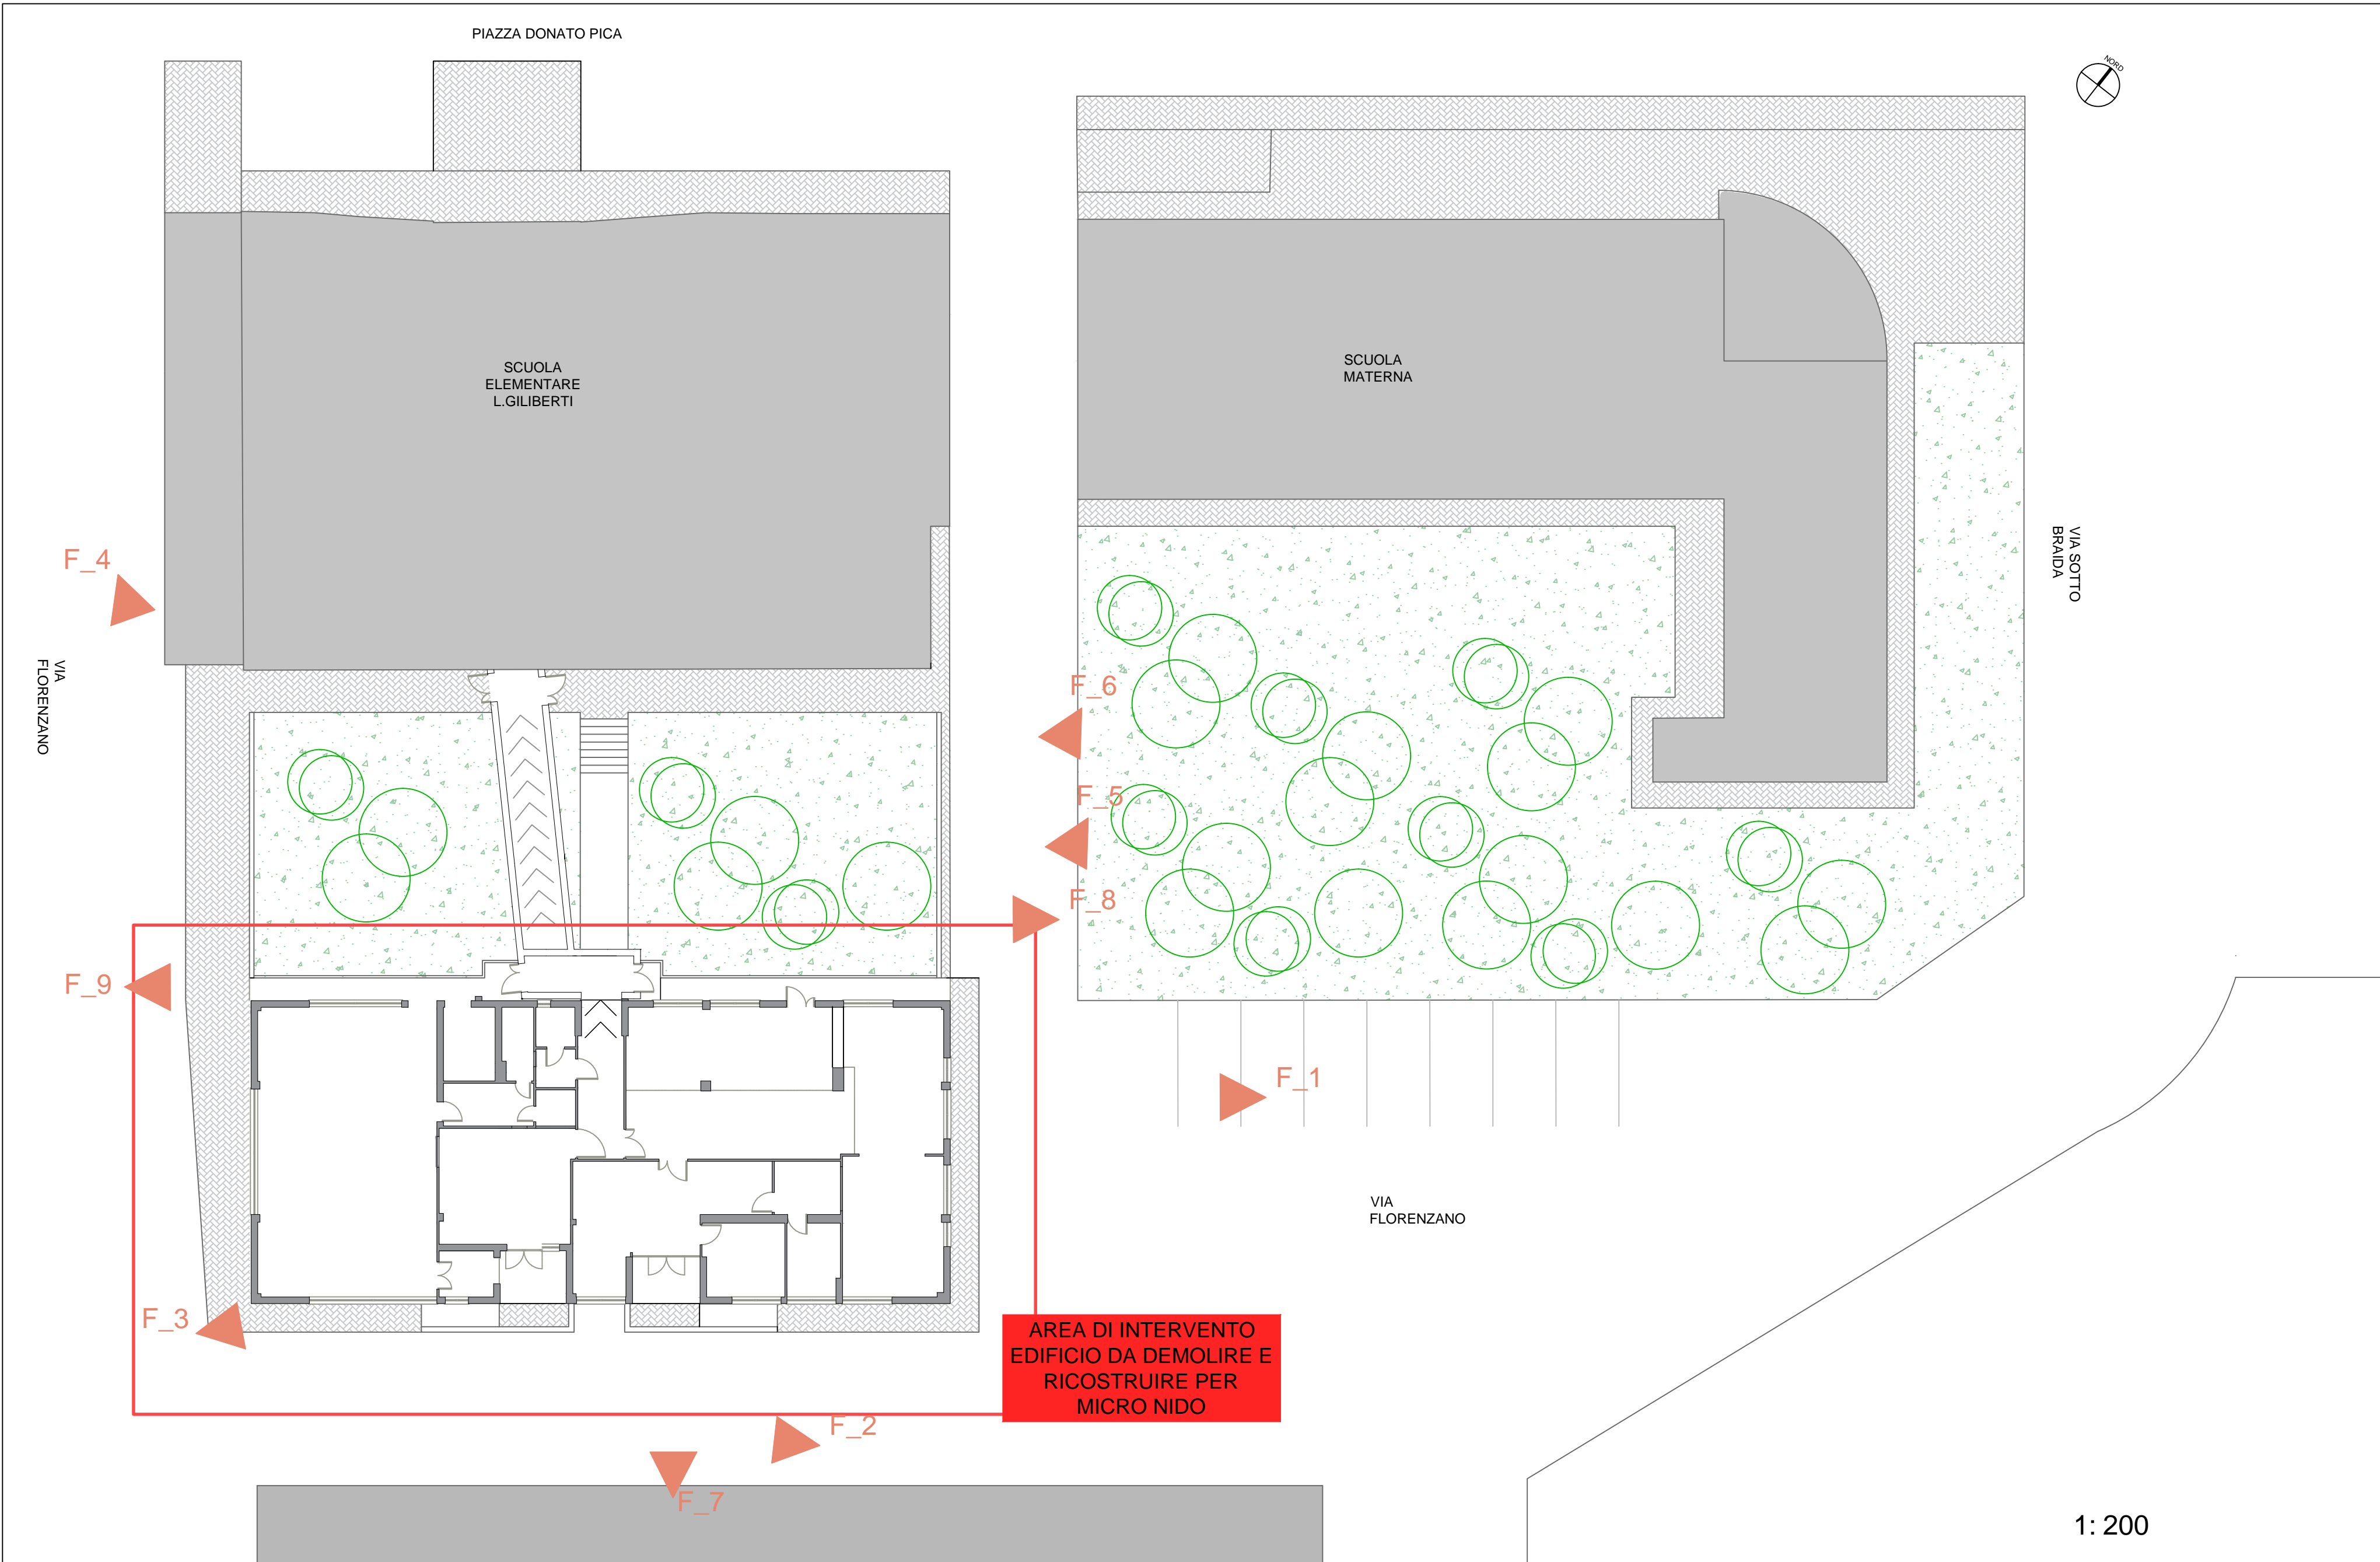 PIAZZA DONATO PICA
NORD
SCUOLA
ELEMENTARE
L.GILIBERTI
SCUOLA
MATERNA
F_4
VIA SOTTO
BRAIDA
VIA
FLORENZANO
F_6
F_5
F_8
F_9
F_1
VIA
FLORENZANO
F_3
AREA DI INTERVENTO
EDIFICIO DA DEMOLIRE E
RICOSTRUIRE PER
MICRO NIDO
F_2
F_7
1: 200